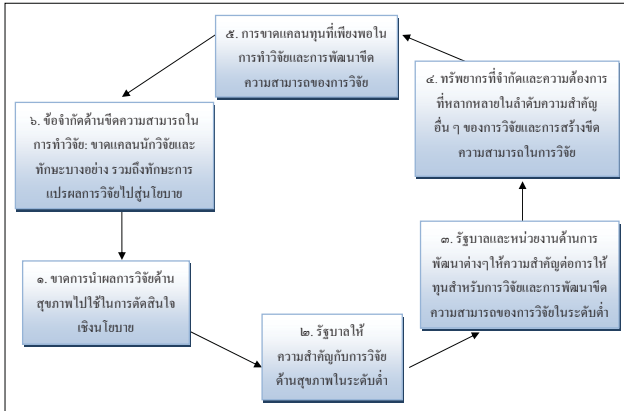 ๕. การขาดแคลนทุนที่เพียงพอใน
การทำวิจัยและการพัฒนาขีด
ความสามารถของการวิจัย
๔. ทรัพยากรที่จำกัดและความต้องการ
ที่หลากหลายในลำดับความสำคัญ
อื่น ๆ ของการวิจัยและการสร้างขีด
ความสามารถในการวิจัย
๖. ข้อจำกัดด้านขีดความสามารถใน
การทำวิจัย: ขาดแคลนนักวิจัยและ
ทักษะบางอย่าง รวมถึงทักษะการ
แปรผลการวิจัยไปสู่นโยบาย
๓. รัฐบาลและหน่วยงานด้านการ
พัฒนาต่างๆให้ความสำคัญต่อการให้
ทุนสำหรับการวิจัยและการพัฒนาขีด
ความสามารถของการวิจัยในระดับต่ำ
๑. ขาดการนำผลการวิจัยด้าน
สุขภาพไปใช้ในการตัดสินใจ
เชิงนโยบาย
๒. รัฐบาลให้
ความสำคัญกับการวิจัย
ด้านสุขภาพในระดับต่ำ